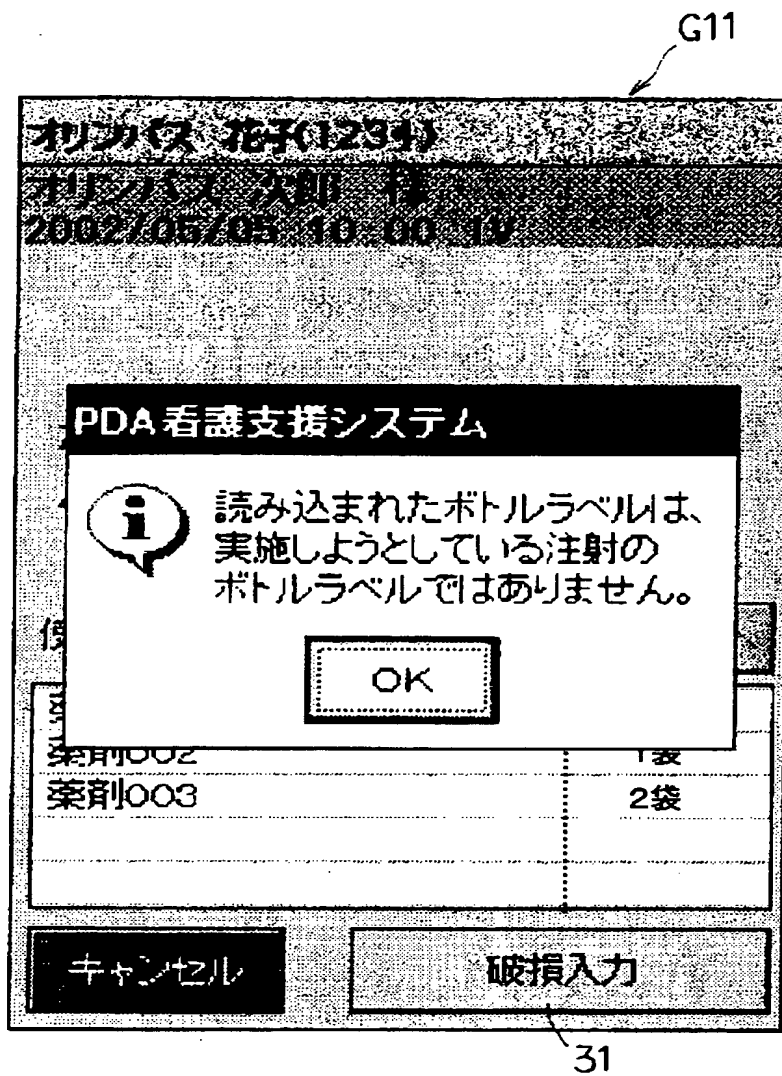 G11
オリンパス 花子(1234)
オリンパス 次郎 様
2002/06/05 10:00 IV
PDA看護支援システム
読み込まれたボトルラベルは、
実施しようとしている注射の
ボトルラベルではありません。
OK
薬剤002 1袋
薬剤003 2袋
キャンセル 破損入力
31